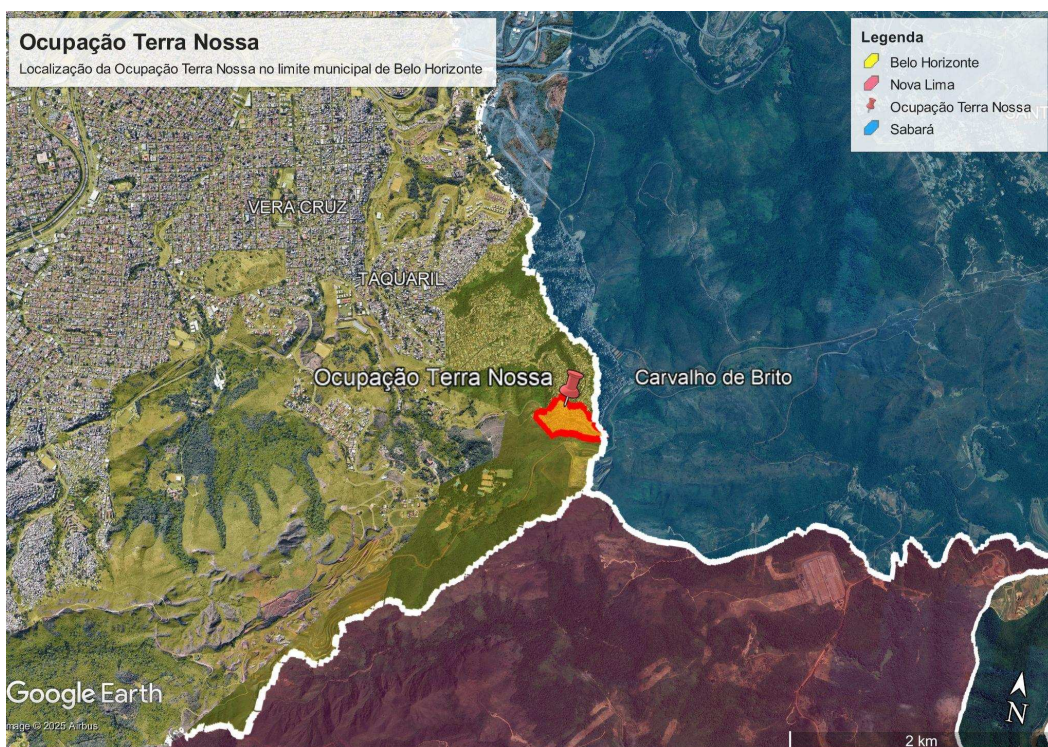 Ocupação Terra Nossa
Localização da Ocupação Terra Nossa no limite municipal de Belo Horizonte
Legenda
Belo Horizonte
Nova Lima
Ocupação Terra Nossa
Sabará
VERA CRUZ
TAQUARIL
Ocupação Terra Nossa
Carvalho de Brito
Google Earth
mage © 2025 Airbus
N
2 km